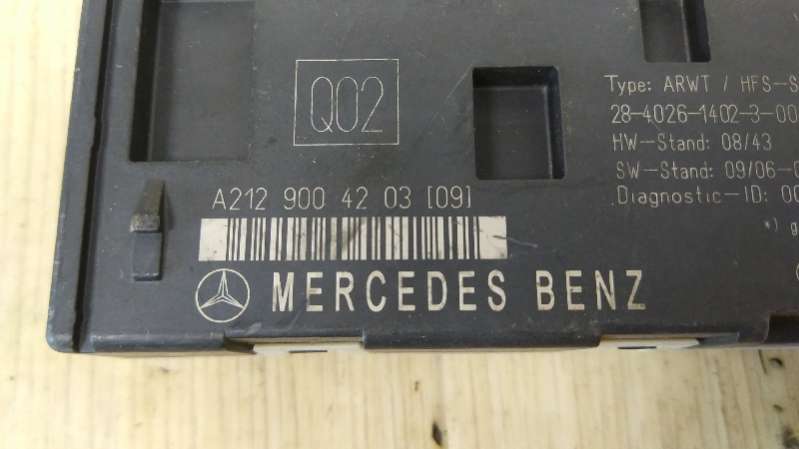 Q02
Type: ARWT / HFS-S
28-4026-1402-3-00
HW-Stand: 08/43
SW-Stand: 09/06-
Diagnostic-ID: 00
A212 900 42 03 [09]
MERCEDES BENZ